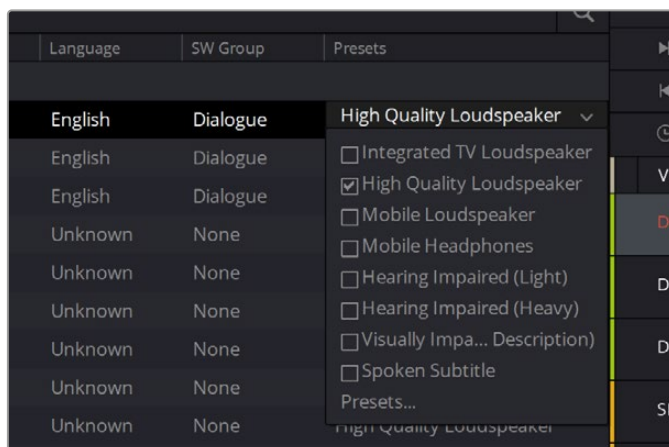 Language SW Group Presets
English Dialogue High Quality Loudspeaker
Integrated TV Loudspeaker
English Dialogue
High Quality Loudspeaker
English Dialogue
Mobile Loudspeaker
Unknown None
Mobile Headphones
Unknown None
Hearing Impaired (Light)
Unknown None
Hearing Impaired (Heavy)
Unknown None
Visually Impa... Description)
Spoken Subtitle
Unknown None
Presets...
Unknown None High Quality Loudspeaker
V
D
D
D